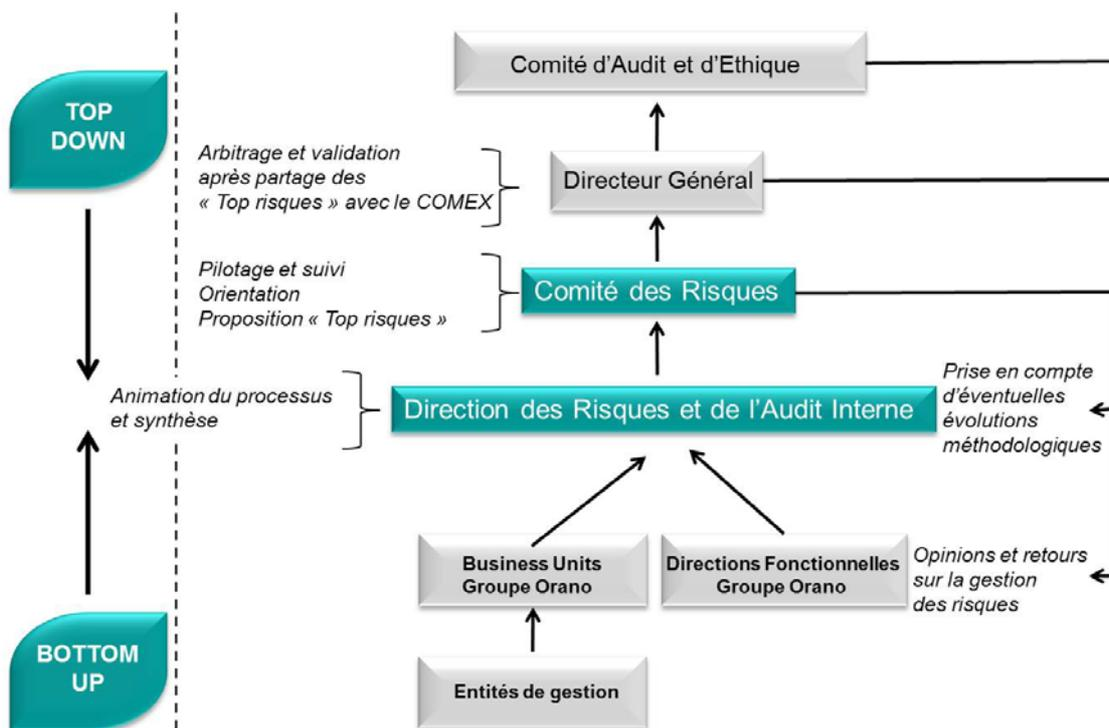 Comité d'Audit et d'Ethique
TOP
DOWN
Arbitrage et validation
après partage des
« Top risques » avec le COMEX
Directeur Général
Pilotage et suivi
Orientation
Proposition « Top risques »
Comité des Risques
Animation du processus
et synthèse
Direction des Risques et de l'Audit Interne
Prise en compte
d'éventuelles
évolutions
méthodologiques
Business Units
Groupe Orano
Directions Fonctionnelles
Groupe Orano
Opinions et retours
sur la gestion
des risques
BOTTOM
UP
Entités de gestion